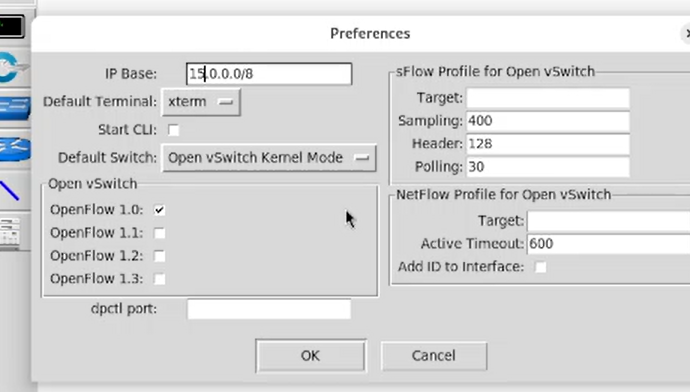 Preferences
IP Base: 15.0.0.0/8
Default Terminal: xterm
Start CLI:
Default Switch: Open vSwitch Kernel Mode
Open vSwitch
OpenFlow 1.0:
OpenFlow 1.1:
OpenFlow 1.2:
OpenFlow 1.3:
dpctl port:
sFlow Profile for Open vSwitch
Target:
Sampling: 400
Header: 128
Polling: 30
NetFlow Profile for Open vSwitch
Target:
Active Timeout: 600
Add ID to Interface:
OK
Cancel